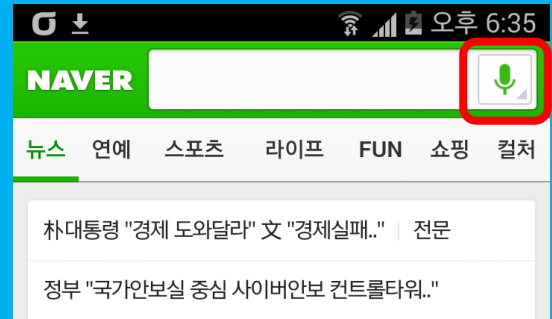 오후 6:35
NAVER
뉴스 연예 스포츠 라이프 FUN 쇼핑 컬처
朴대통령 "경제 도와달라" 文 "경제실패.." | 전문
정부 "국가안보실 중심 사이버안보 컨트롤타워.."